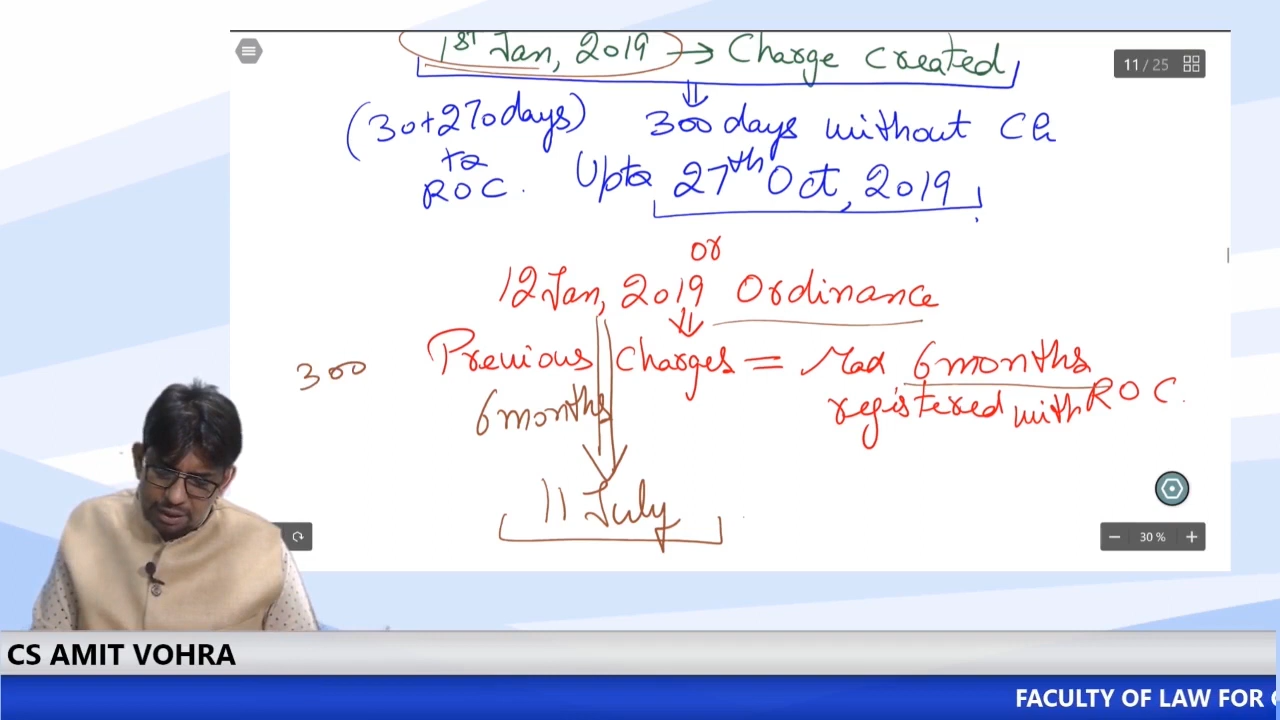 1st Jan, 2019 → Charge created
11 / 25
(30+270 days) 300 days without CG
to
ROC. Upto 27th Oct, 2019
or
12 Jan, 2019 Ordinance
300 Previous Charges = Max 6 months
6 months registered with ROC.
11 July
30 %
CS AMIT VOHRA
FACULTY OF LAW FOR